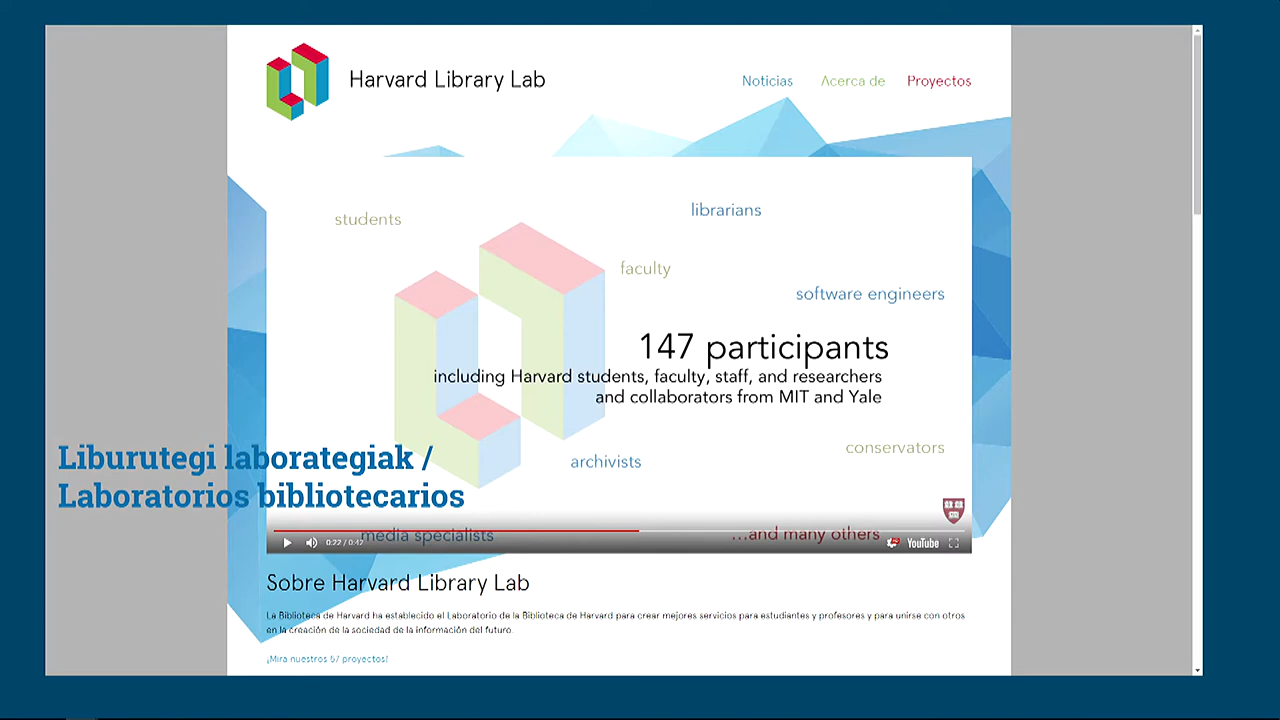 Harvard Library Lab
Noticias
Acerca de
Proyectos
students
librarians
faculty
software engineers
147 participants
including Harvard students, faculty, staff, and researchers
and collaborators from MIT and Yale
conservators
archivists
Liburutegi laborategiak /
Laboratorios bibliotecarios
media specialists
...and many others
0:22 / 0:42
YouTube
Sobre Harvard Library Lab
La Biblioteca de Harvard ha establecido el Laboratorio de la Biblioteca de Harvard para crear mejores servicios para estudiantes y profesores y para unirse con otros
en la creación de la sociedad de la información del futuro.
¡Mira nuestros 57 proyectos!